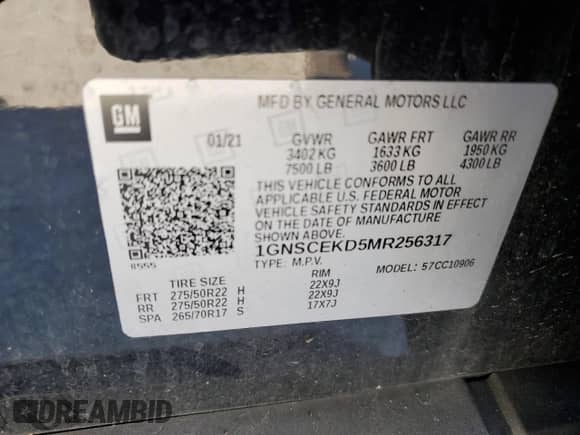 GM
MFD BY GENERAL MOTORS LLC
01/21 GVWR GAWR FRT GAWR RR
3402 KG 1633 KG 1950 KG
7500 LB 3600 LB 4300 LB
THIS VEHICLE CONFORMS TO ALL
APPLICABLE U.S. FEDERAL MOTOR
VEHICLE SAFETY STANDARDS IN EFFECT
ON THE DATE OF MANUFACTURE
SHOWN ABOVE.
1GNSCEKD5MR256317
8555
TYPE: M.P.V. MODEL: 57CC10906
TIRE SIZE RIM
FRT 275/50R22 H 22X9J
RR 275/50R22 H 22X9J
SPA 265/70R17 S 17X7J
DREAMBID